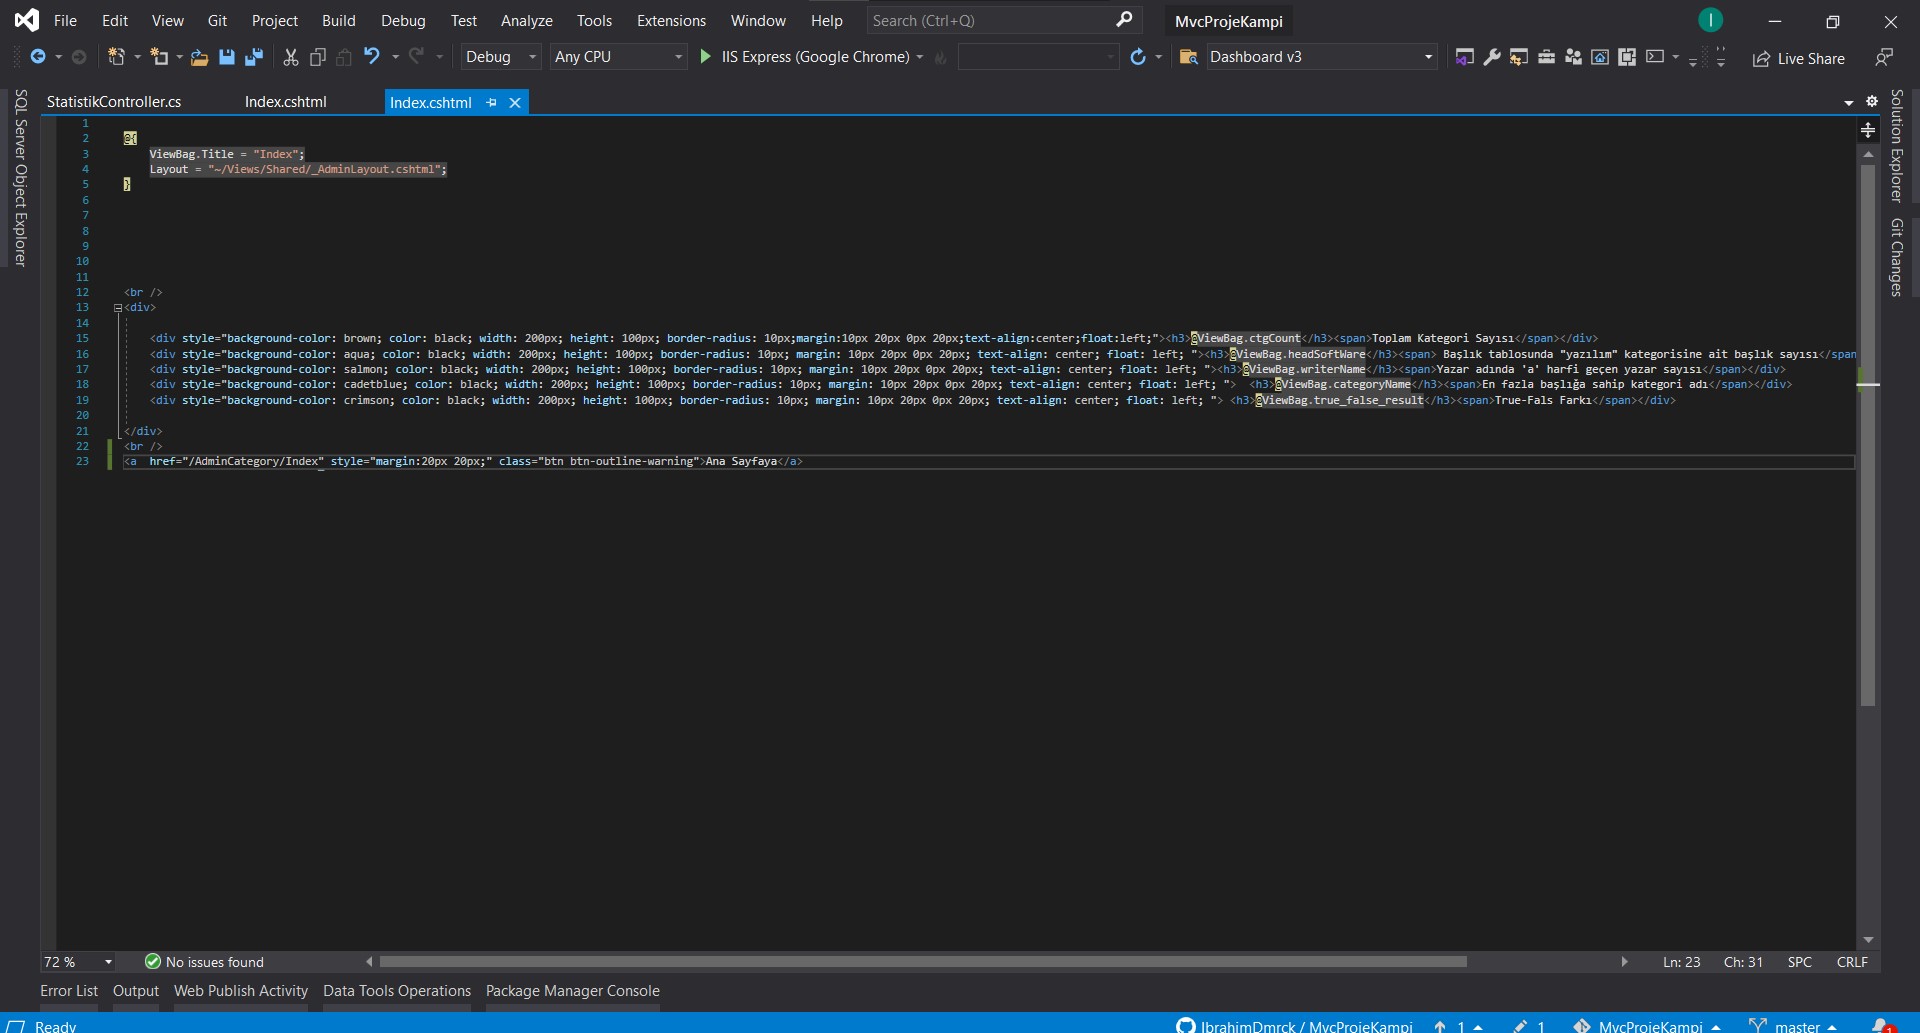 File Edit View Git Project Build Debug Test Analyze Tools Extensions Window Help Search (Ctrl+Q) MvcProjeKampi I
Debug Any CPU IIS Express (Google Chrome) Dashboard v3 Live Share
StatistikController.cs Index.cshtml Index.cshtml
SQL Server Object Explorer
Solution Explorer
Git Changes
1
2 @{
3 ViewBag.Title = "Index";
4 Layout = "~/Views/Shared/_AdminLayout.cshtml";
5 }
6
7
8
9
10
11
12 <br />
13 <div>
14
15 <div style="background-color: brown; color: black; width: 200px; height: 100px; border-radius: 10px;margin:10px 20px 0px 20px;text-align:center;float:left;"><h3>@ViewBag.ctgCount</h3><span>Toplam Kategori Sayısı</span></div>
16 <div style="background-color: aqua; color: black; width: 200px; height: 100px; border-radius: 10px; margin: 10px 20px 0px 20px; text-align: center; float: left; "><h3>@ViewBag.headSoftWare</h3><span> Başlık tablosunda "yazılım" kategorisine ait başlık sayısı</span
17 <div style="background-color: salmon; color: black; width: 200px; height: 100px; border-radius: 10px; margin: 10px 20px 0px 20px; text-align: center; float: left; "><h3>@ViewBag.writerName</h3><span>Yazar adında 'a' harfi geçen yazar sayısı</span></div>
18 <div style="background-color: cadetblue; color: black; width: 200px; height: 100px; border-radius: 10px; margin: 10px 20px 0px 20px; text-align: center; float: left; "> <h3>@ViewBag.categoryName</h3><span>En fazla başlığa sahip kategori adı</span></div>
19 <div style="background-color: crimson; color: black; width: 200px; height: 100px; border-radius: 10px; margin: 10px 20px 0px 20px; text-align: center; float: left; "> <h3>@ViewBag.true_false_result</h3><span>True-Fals Farkı</span></div>
20
21 </div>
22 <br />
23 <a href="/AdminCategory/Index" style="margin:20px 20px;" class="btn btn-outline-warning">Ana Sayfaya</a>
72 % No issues found Ln: 23 Ch: 31 SPC CRLF
Error List Output Web Publish Activity Data Tools Operations Package Manager Console
Ready IbrahimDmrck / MvcProjeKampi 1 1 MvcProjeKampi master 1